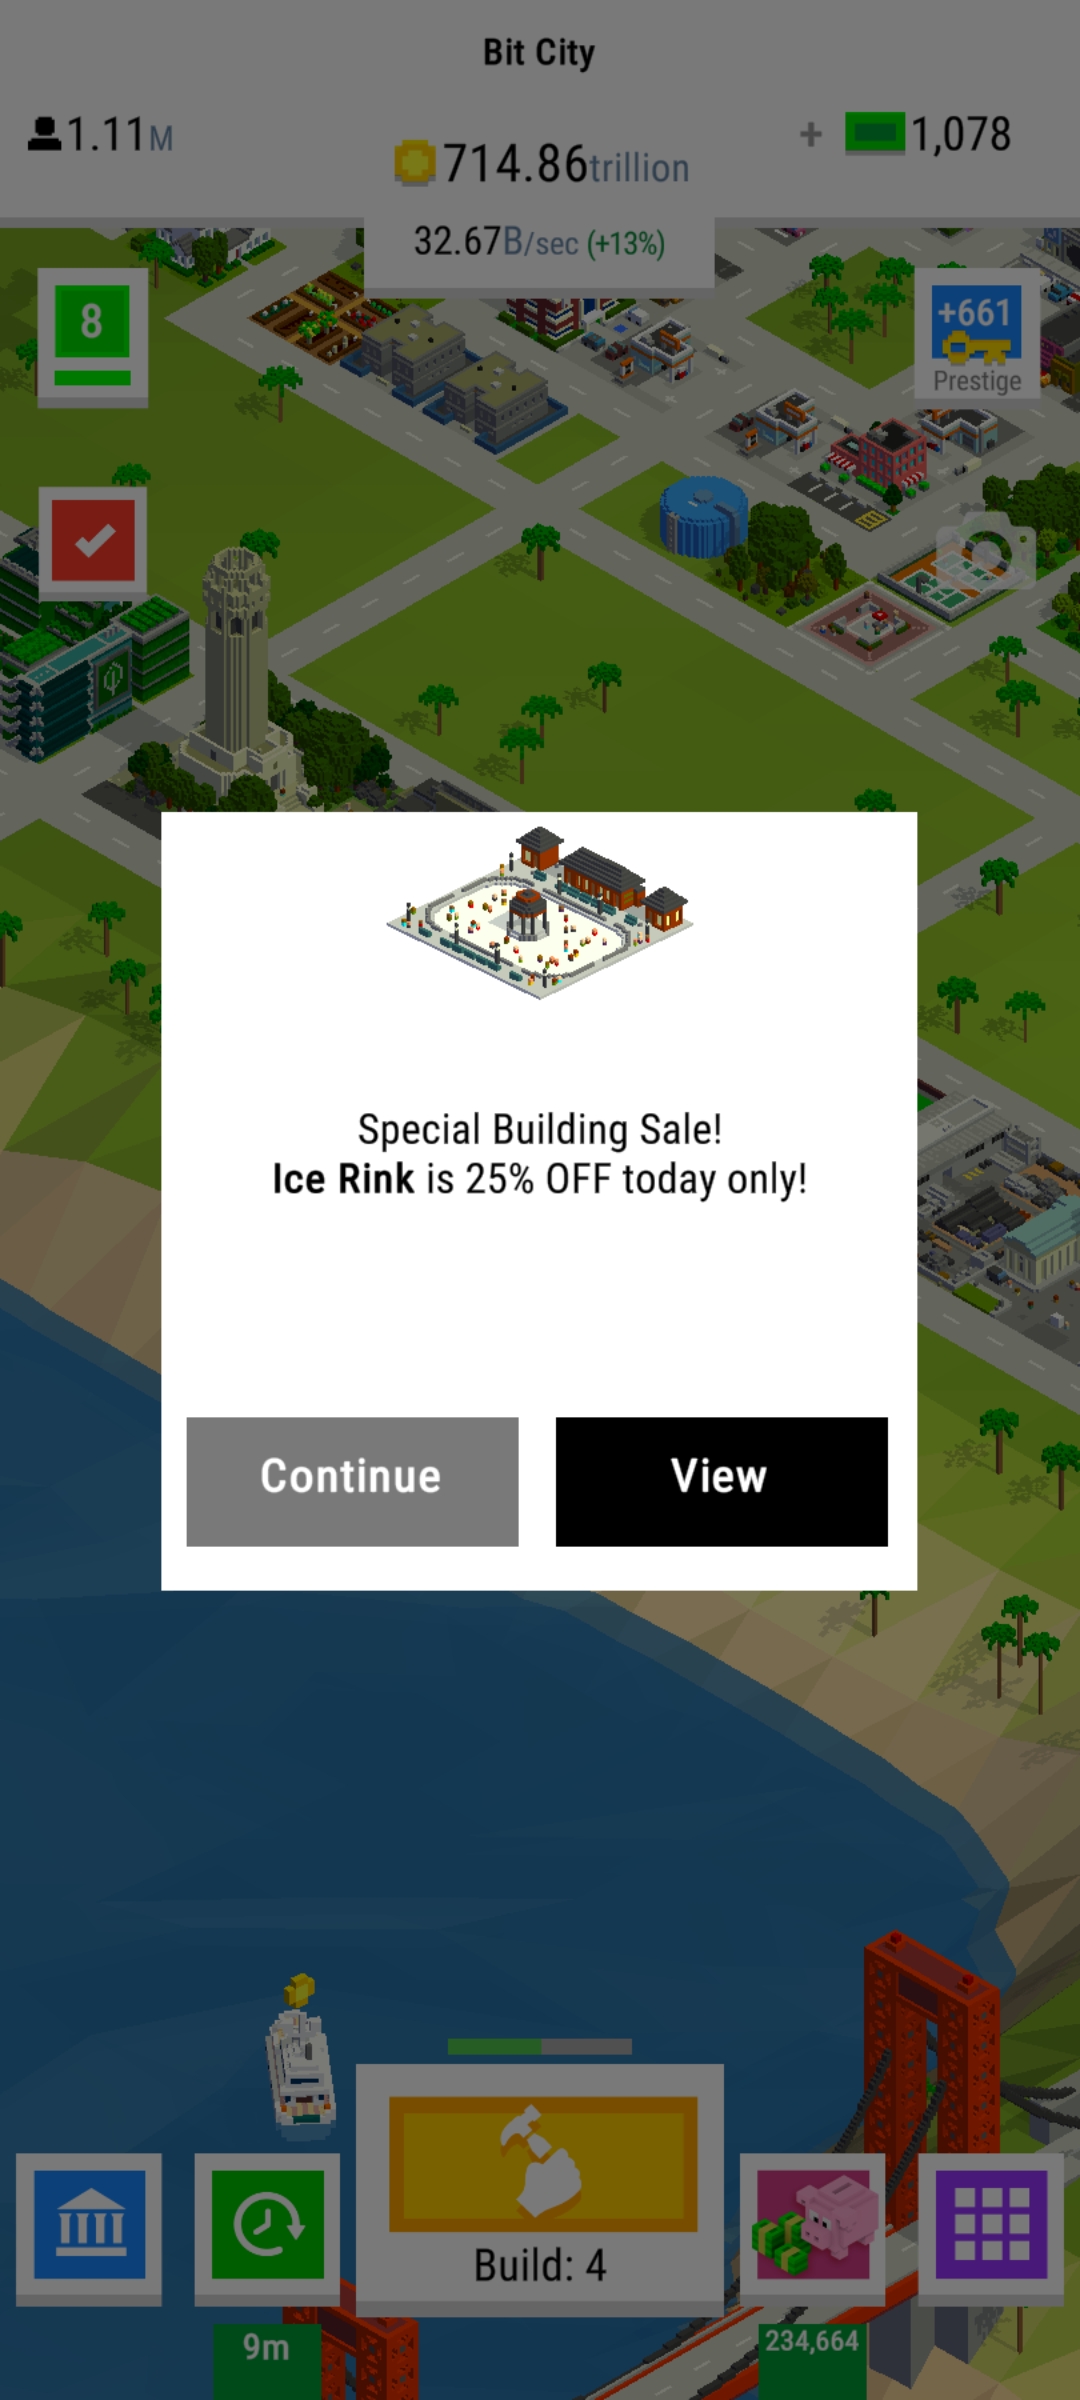 Bit City
1.11M
714.86trillion
+ 1,078
32.67B/sec (+13%)
8
+661
Prestige
Special Building Sale!
Ice Rink is 25% OFF today only!
Continue
View
Build: 4
9m
234,664